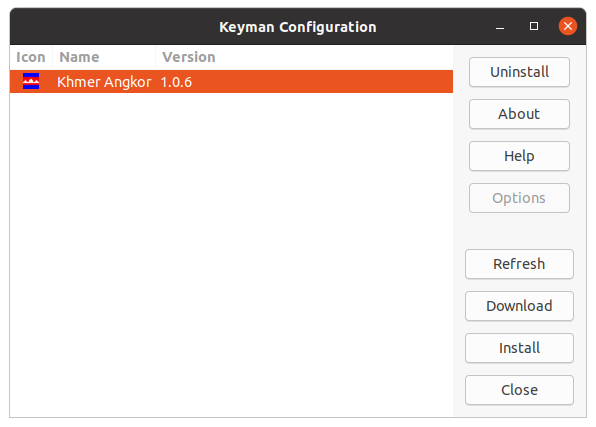 Keyman Configuration
Icon Name Version
Khmer Angkor 1.0.6
Uninstall
About
Help
Options
Refresh
Download
Install
Close